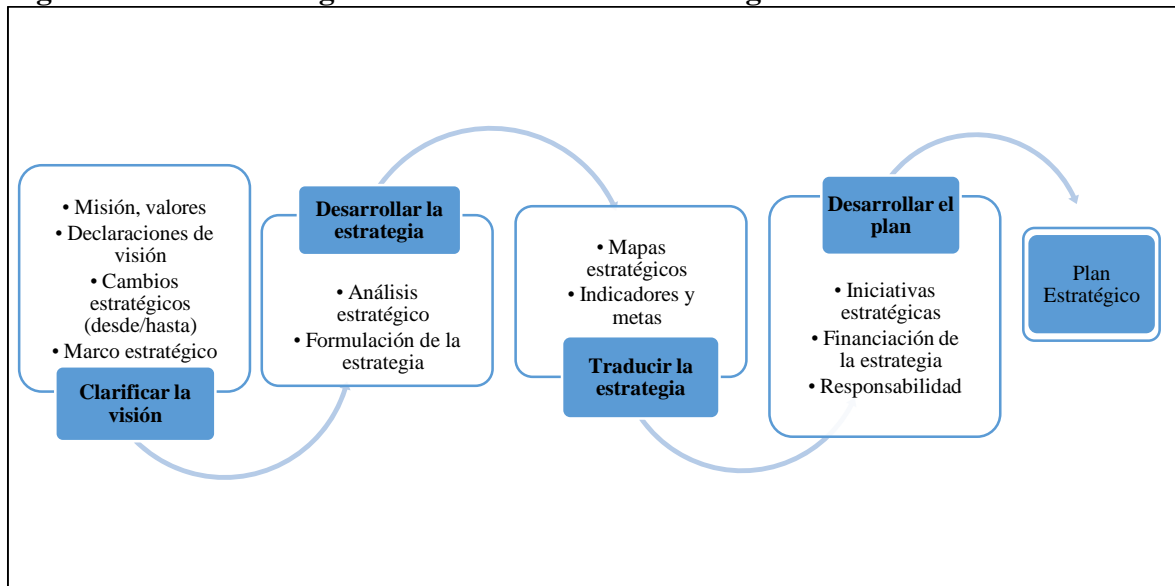 • Misión, valores
• Declaraciones de
visión
• Cambios
estratégicos
(desde/hasta)
• Marco estratégico
Clarificar la
visión
Desarrollar la
estrategia
• Análisis
estratégico
• Formulación de la
estrategia
• Mapas
estratégicos
• Indicadores y
metas
Traducir la
estrategia
Desarrollar el
plan
• Iniciativas
estratégicas
• Financiación de
la estrategia
• Responsabilidad
Plan
Estratégico